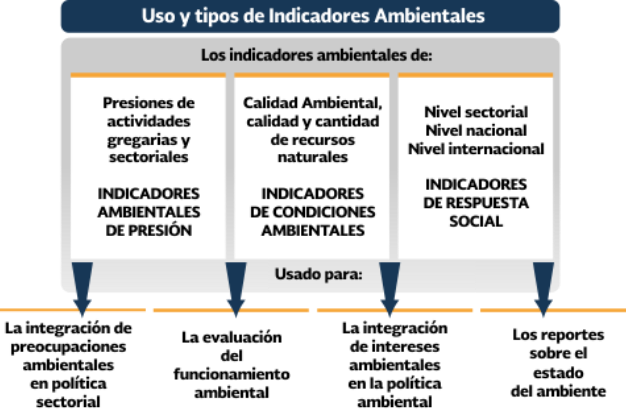 Uso y tipos de Indicadores Ambientales
Los indicadores ambientales de:
Presiones de
actividades
gregarias y
sectoriales
INDICADORES
AMBIENTALES
DE PRESIÓN
Calidad Ambiental,
calidad y cantidad
de recursos
naturales
INDICADORES
DE CONDICIONES
AMBIENTALES
Nivel sectorial
Nivel nacional
Nivel internacional
INDICADORES
DE RESPUESTA
SOCIAL
Usado para:
La integración de
preocupaciones
ambientales
en política
sectorial
La evaluación
del
funcionamiento
ambiental
La integración
de intereses
ambientales
en la política
ambiental
Los reportes
sobre el
estado
del ambiente